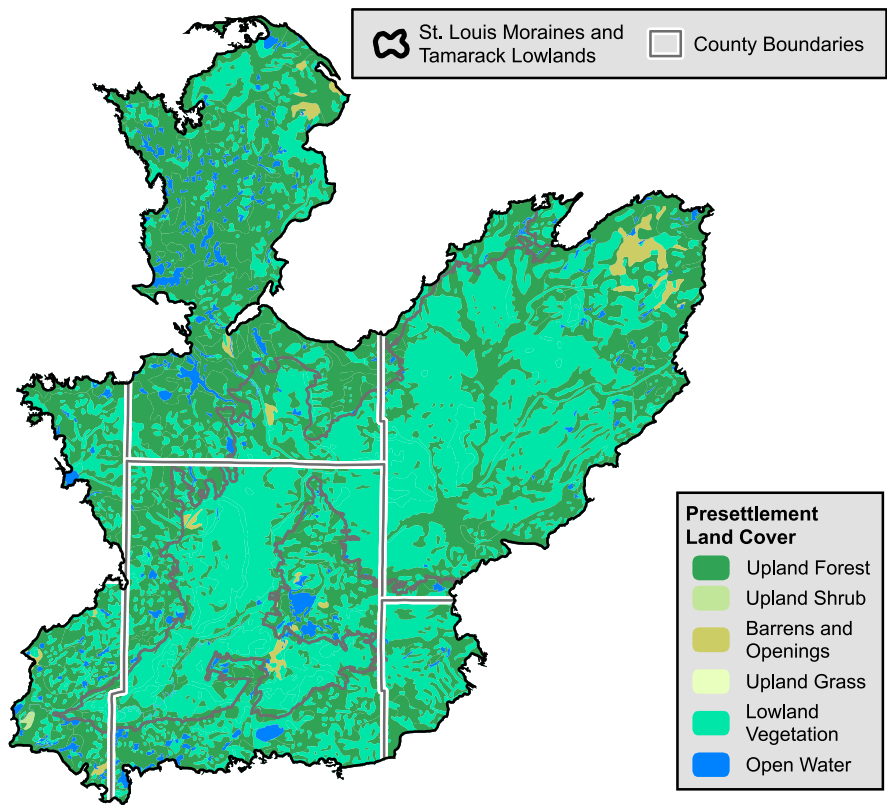 St. Louis Moraines and
Tamarack Lowlands
County Boundaries
Presettlement
Land Cover
Upland Forest
Upland Shrub
Barrens and
Openings
Upland Grass
Lowland
Vegetation
Open Water